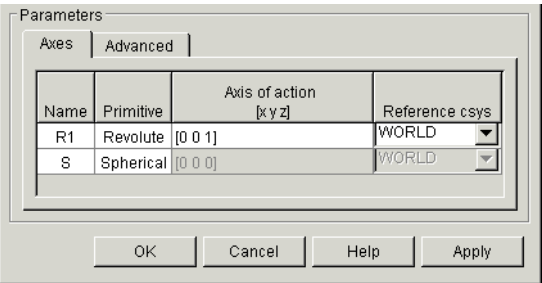 Parameters
Axes Advanced
Name Primitive Axis of action [x y z] Reference csys
R1 Revolute [0 0 1] WORLD
S Spherical [0 0 0] WORLD
OK Cancel Help Apply